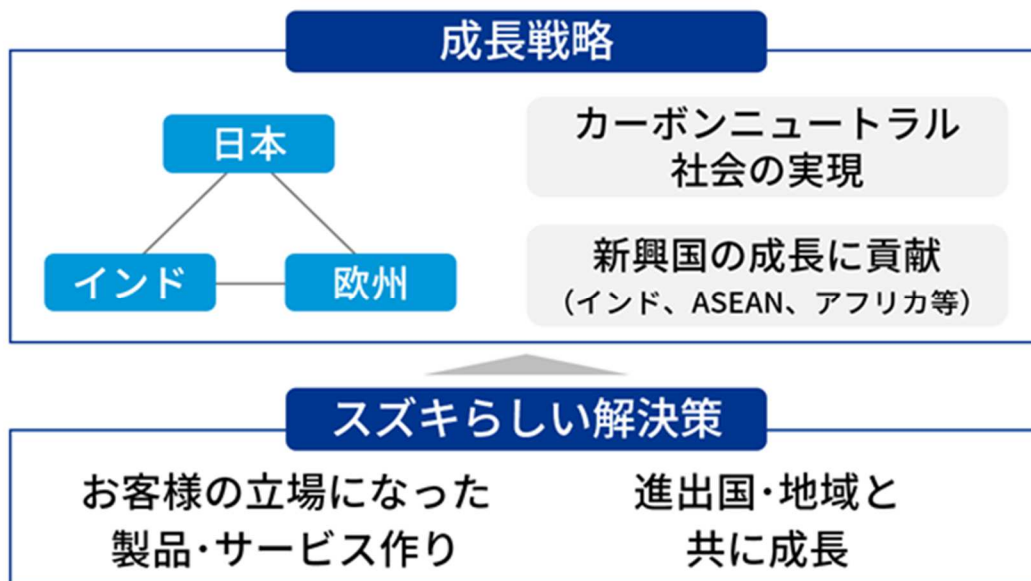 成長戦略
日本
インド
欧州
カーボンニュートラル
社会の実現
新興国の成長に貢献
（インド、ASEAN、アフリカ等）
スズキらしい解決策
お客様の立場になった
製品･サービス作り
進出国･地域と
共に成長